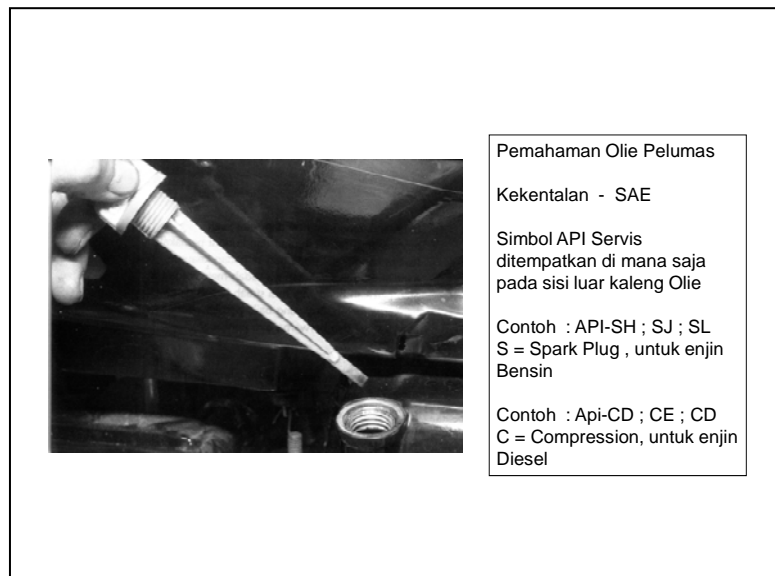 Pemahaman Olie Pelumas
Kekentalan - SAE
Simbol API Servis
ditempatkan di mana saja
pada sisi luar kaleng Olie
Contoh : API-SH ; SJ ; SL
S = Spark Plug , untuk enjin
Bensin
Contoh : Api-CD ; CE ; CD
C = Compression, untuk enjin
Diesel